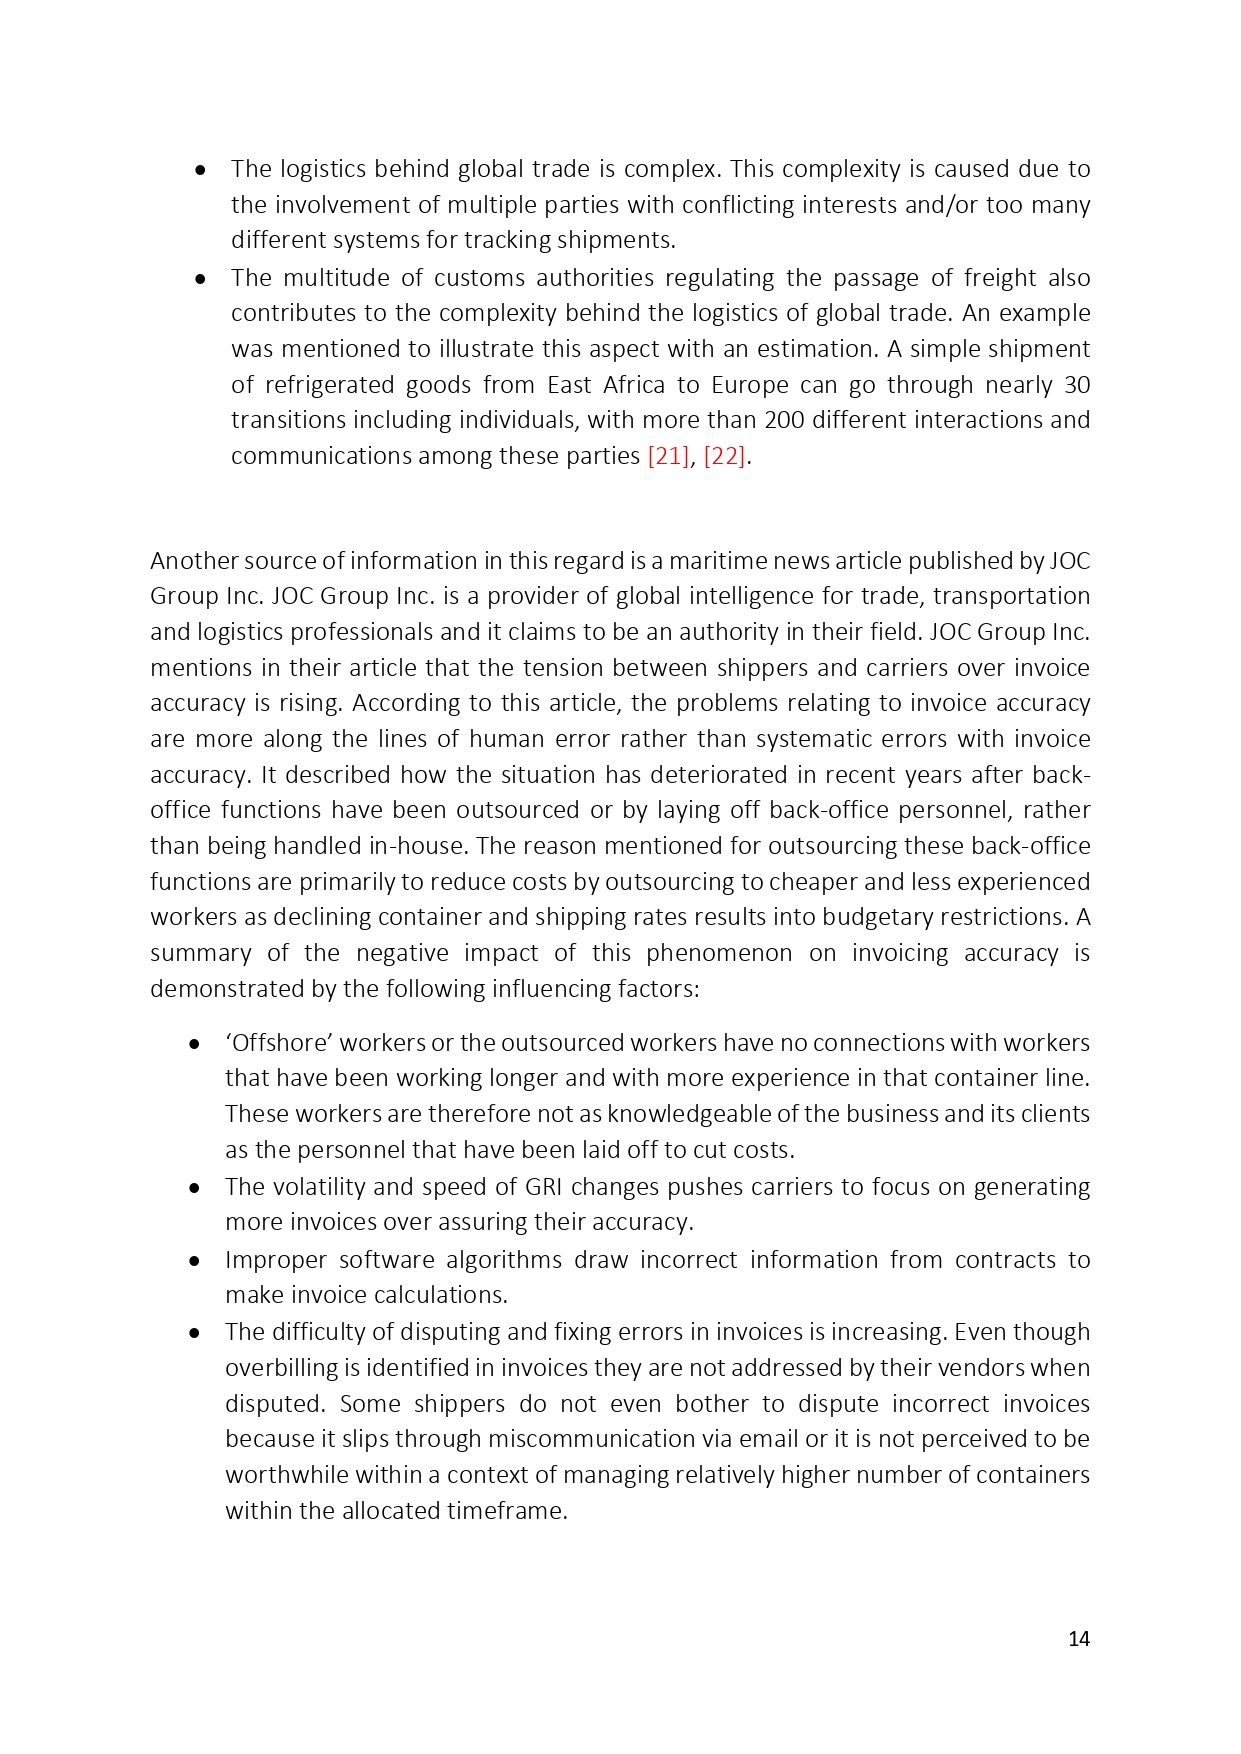 • The logistics behind global trade is complex. This complexity is caused due to
the involvement of multiple parties with conflicting interests and/or too many
different systems for tracking shipments.
• The multitude of customs authorities regulating the passage of freight also
contributes to the complexity behind the logistics of global trade. An example
was mentioned to illustrate this aspect with an estimation. A simple shipment
of refrigerated goods from East Africa to Europe can go through nearly 30
transitions including individuals, with more than 200 different interactions and
communications among these parties [21], [22].
Another source of information in this regard is a maritime news article published by JOC
Group Inc. JOC Group Inc. is a provider of global intelligence for trade, transportation
and logistics professionals and it claims to be an authority in their field. JOC Group Inc.
mentions in their article that the tension between shippers and carriers over invoice
accuracy is rising. According to this article, the problems relating to invoice accuracy
are more along the lines of human error rather than systematic errors with invoice
accuracy. It described how the situation has deteriorated in recent years after back-
office functions have been outsourced or by laying off back-office personnel, rather
than being handled in-house. The reason mentioned for outsourcing these back-office
functions are primarily to reduce costs by outsourcing to cheaper and less experienced
workers as declining container and shipping rates results into budgetary restrictions. A
summary of the negative impact of this phenomenon on invoicing accuracy is
demonstrated by the following influencing factors:
• ‘Offshore’ workers or the outsourced workers have no connections with workers
that have been working longer and with more experience in that container line.
These workers are therefore not as knowledgeable of the business and its clients
as the personnel that have been laid off to cut costs.
• The volatility and speed of GRI changes pushes carriers to focus on generating
more invoices over assuring their accuracy.
• Improper software algorithms draw incorrect information from contracts to
make invoice calculations.
• The difficulty of disputing and fixing errors in invoices is increasing. Even though
overbilling is identified in invoices they are not addressed by their vendors when
disputed. Some shippers do not even bother to dispute incorrect invoices
because it slips through miscommunication via email or it is not perceived to be
worthwhile within a context of managing relatively higher number of containers
within the allocated timeframe.
14